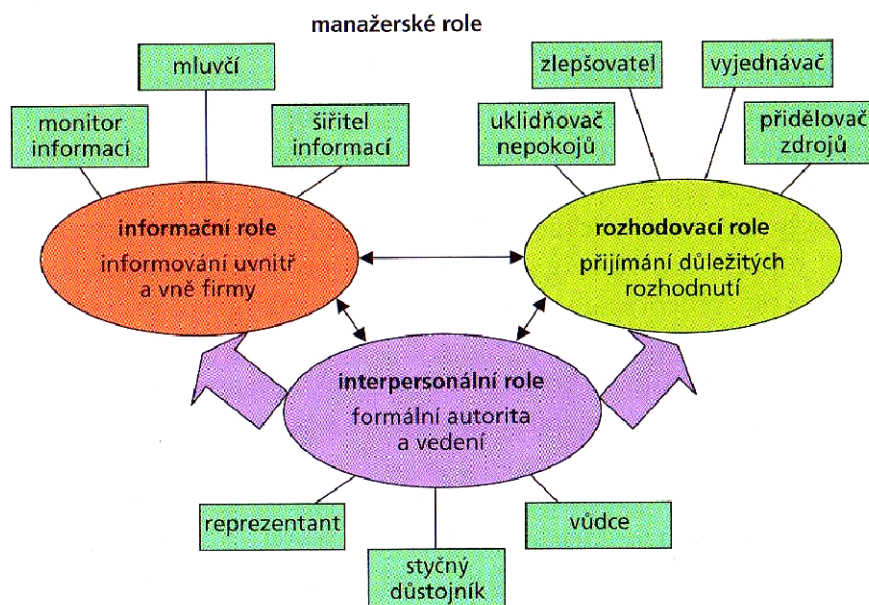 manažerské role
mluvčí
monitor
informací
šiřitel
informací
zlepšovatel
vyjednávač
uklidňovač
nepokojů
přidělovač
zdrojů
informační role
informování uvnitř
a vně firmy
rozhodovací role
přijímání důležitých
rozhodnutí
interpersonální role
formální autorita
a vedení
reprezentant
styčný
důstojník
vůdce